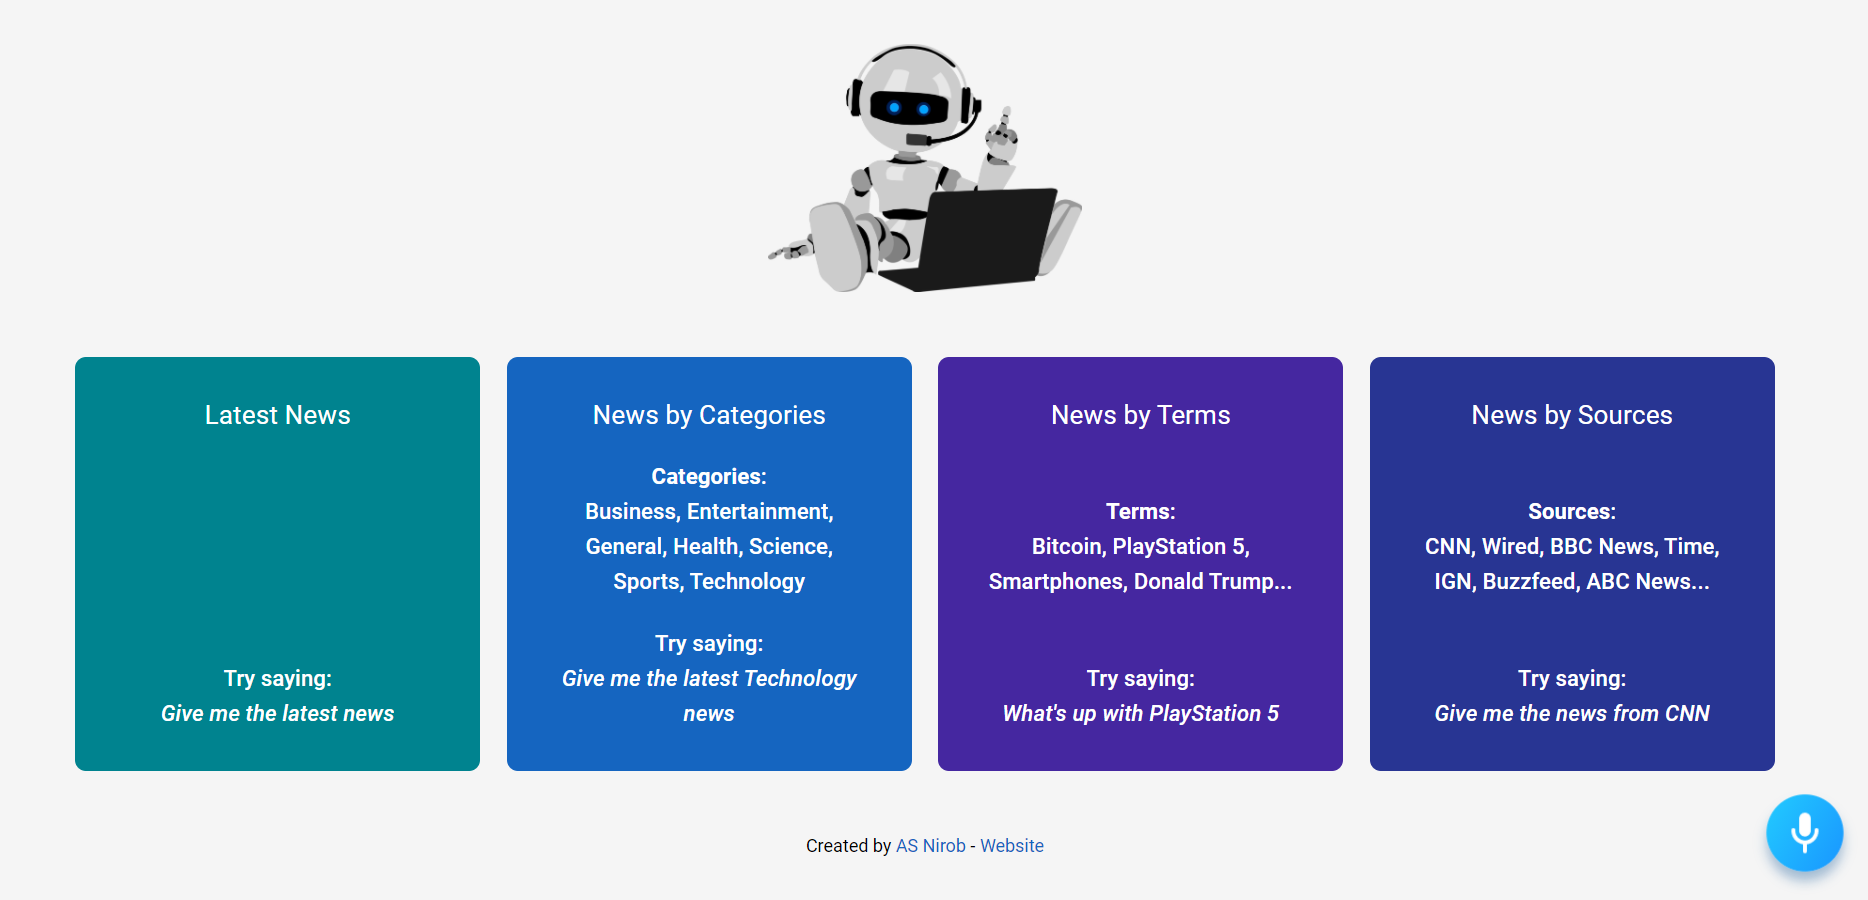 Latest News
Try saying:
Give me the latest news
News by Categories
Categories:
Business, Entertainment,
General, Health, Science,
Sports, Technology
Try saying:
Give me the latest Technology
news
News by Terms
Terms:
Bitcoin, PlayStation 5,
Smartphones, Donald Trump...
Try saying:
What's up with PlayStation 5
News by Sources
Sources:
CNN, Wired, BBC News, Time,
IGN, Buzzfeed, ABC News...
Try saying:
Give me the news from CNN
Created by AS Nirob - Website